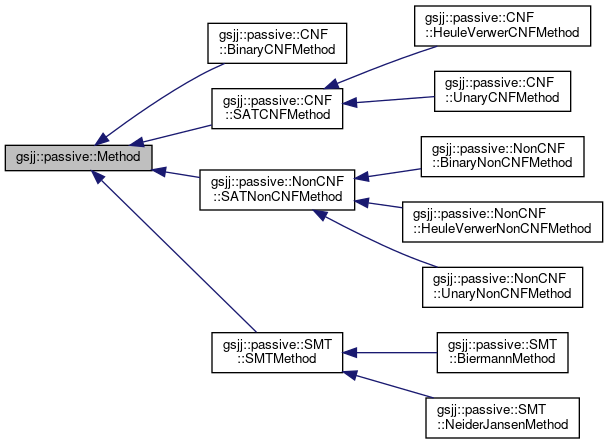 gsjj::passive::Method
gsjj::passive::CNF
::BinaryCNFMethod
gsjj::passive::CNF
::SATCNFMethod
gsjj::passive::CNF
::HeuleVerwerCNFMethod
gsjj::passive::CNF
::UnaryCNFMethod
gsjj::passive::NonCNF
::SATNonCNFMethod
gsjj::passive::NonCNF
::BinaryNonCNFMethod
gsjj::passive::NonCNF
::HeuleVerwerNonCNFMethod
gsjj::passive::NonCNF
::UnaryNonCNFMethod
gsjj::passive::SMT
::SMTMethod
gsjj::passive::SMT
::BiermannMethod
gsjj::passive::SMT
::NeiderJansenMethod